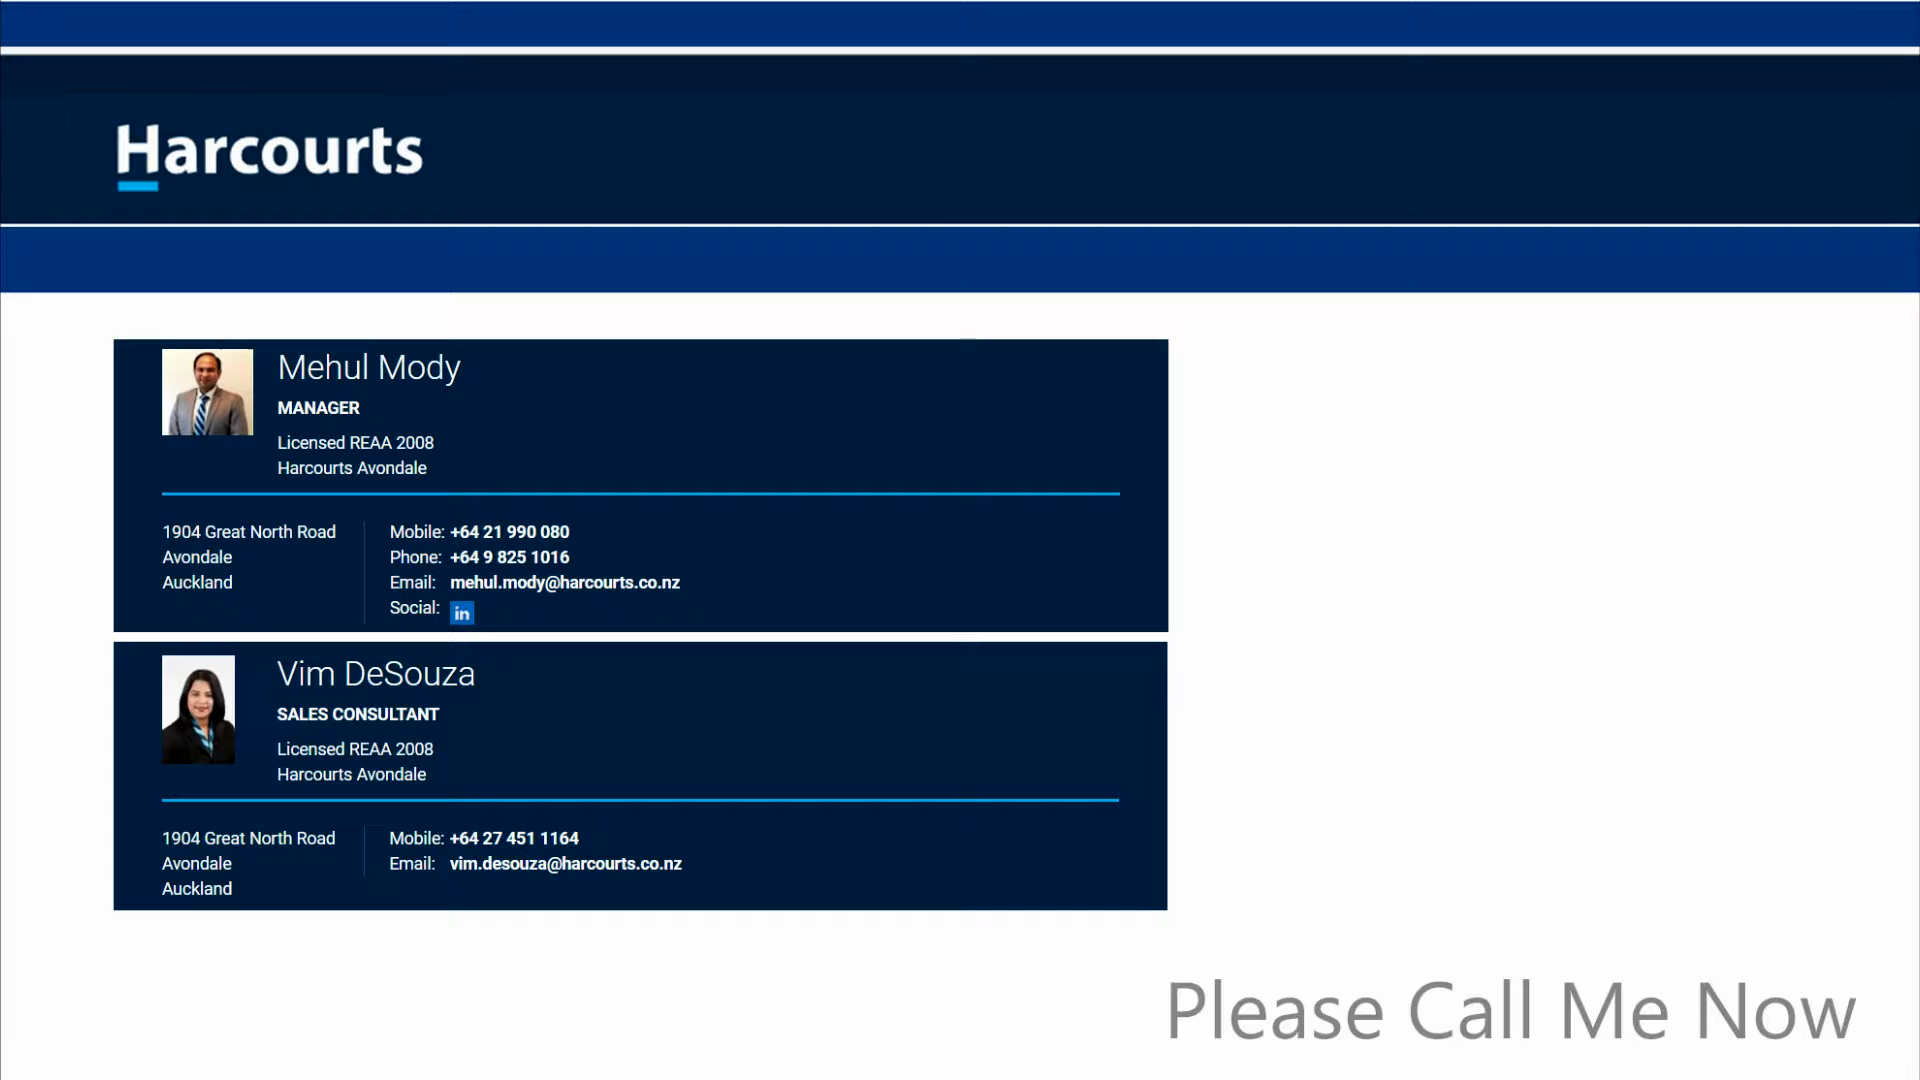 Harcourts
Mehul Mody
MANAGER
Licensed REAA 2008
Harcourts Avondale
1904 Great North Road
Avondale
Auckland
Mobile: +64 21 990 080
Phone: +64 9 825 1016
Email: mehul.mody@harcourts.co.nz
Social: in
Vim DeSouza
SALES CONSULTANT
Licensed REAA 2008
Harcourts Avondale
1904 Great North Road
Avondale
Auckland
Mobile: +64 27 451 1164
Email: vim.desouza@harcourts.co.nz
Please Call Me Now